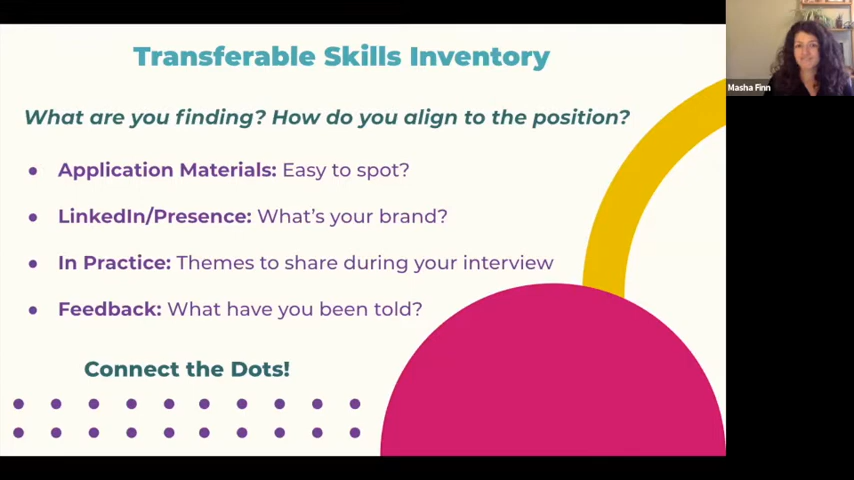 Transferable Skills Inventory
Masha Finn
What are you finding? How do you align to the position?
Application Materials: Easy to spot?
LinkedIn/Presence: What's your brand?
In Practice: Themes to share during your interview
Feedback: What have you been told?
Connect the Dots!